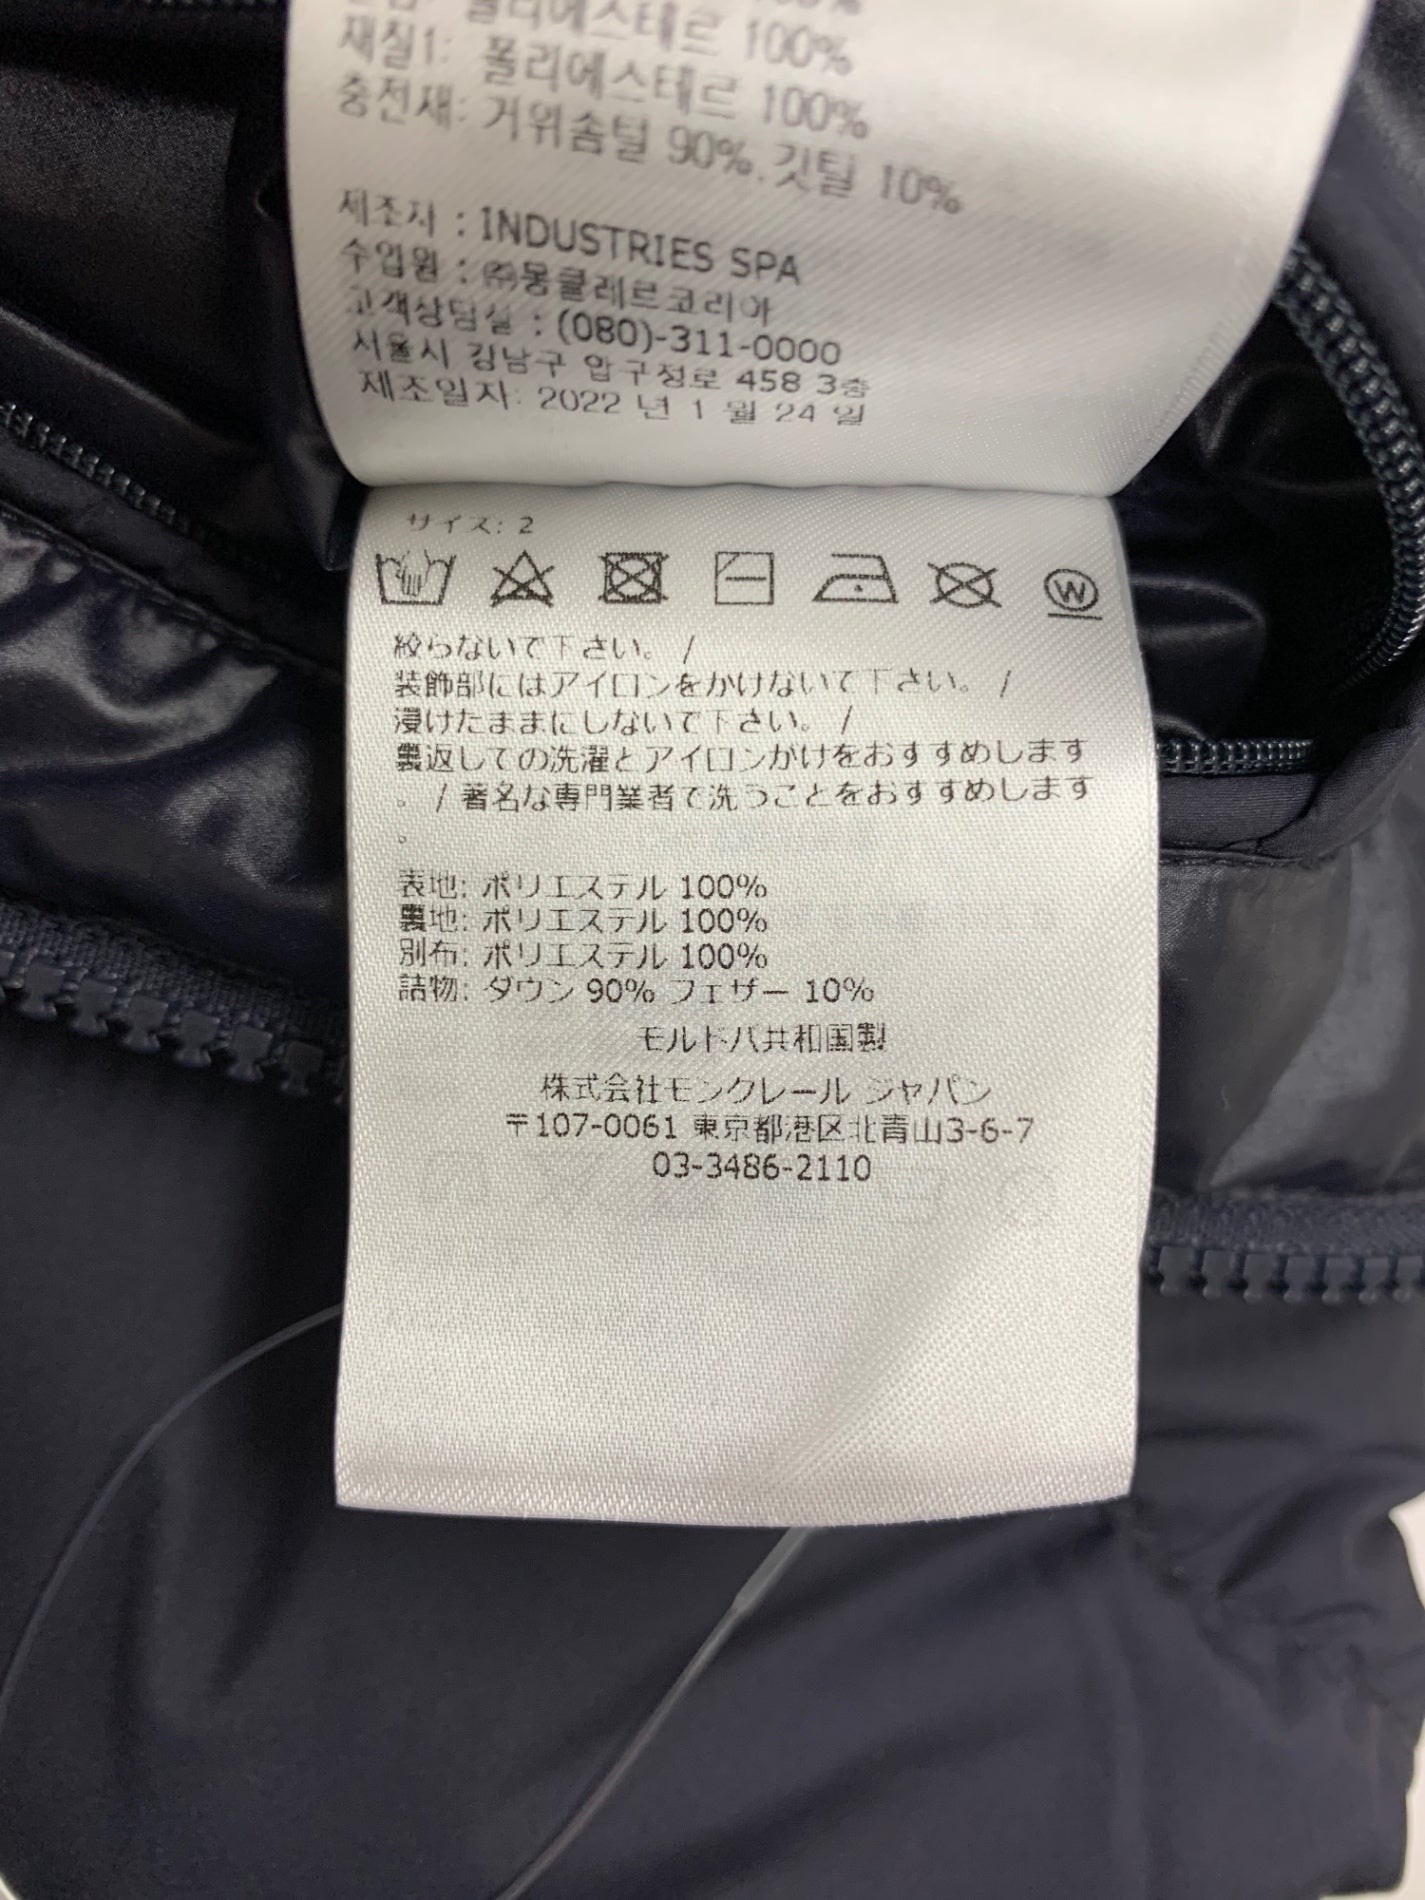 폴리에스테르 100%
재질1: 폴리에스테르 100%
충전재: 거위솜털 90%, 깃털 10%
제조자 : INDUSTRIES SPA
수입원 : ㈜몽클레르코리아
고객상담실 : (080)-311-0000
서울시 강남구 압구정로 458 3층
제조일자: 2022 년 1 월 24 일
サイズ: 2
W
絞らないで下さい。 /
装飾部にはアイロンをかけないで下さい。 /
浸けたままにしないで下さい。 /
裏返しての洗濯とアイロンかけをおすすめします
。 / 著名な専門業者で洗うことをおすすめします
。
表地: ポリエステル 100%
裏地: ポリエステル 100%
別布: ポリエステル 100%
詰物: ダウン 90% フェザー 10%
モルドバ共和国製
株式会社モンクレール ジャパン
〒107-0061 東京都港区北青山3-6-7
03-3486-2110